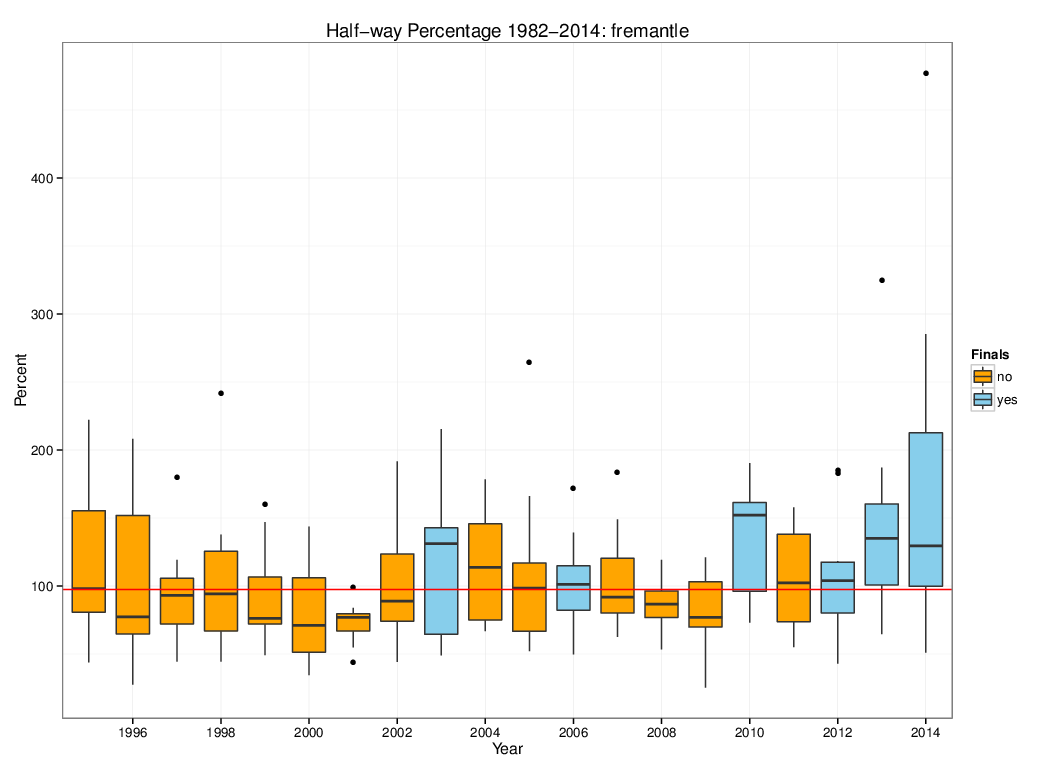 Half−way Percentage 1982−2014: fremantle
Percent
400
300
200
100
1996 1998 2000 2002 2004 2006 2008 2010 2012 2014
Year
Finals
no
yes